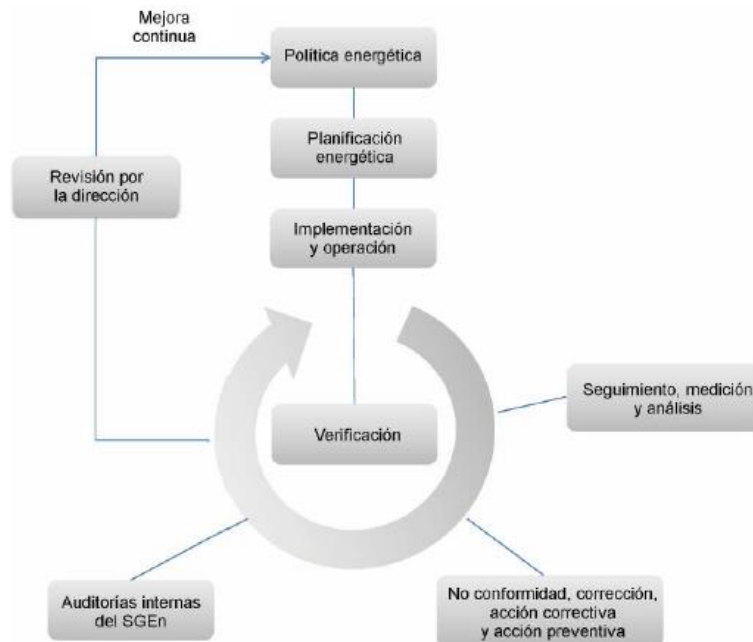 Mejora
continua
Política energética
Planificación
energética
Revisión por
la dirección
Implementación
y operación
Seguimiento, medición
y análisis
Verificación
Auditorías internas
del SGEn
No conformidad, corrección,
acción correctiva
y acción preventiva